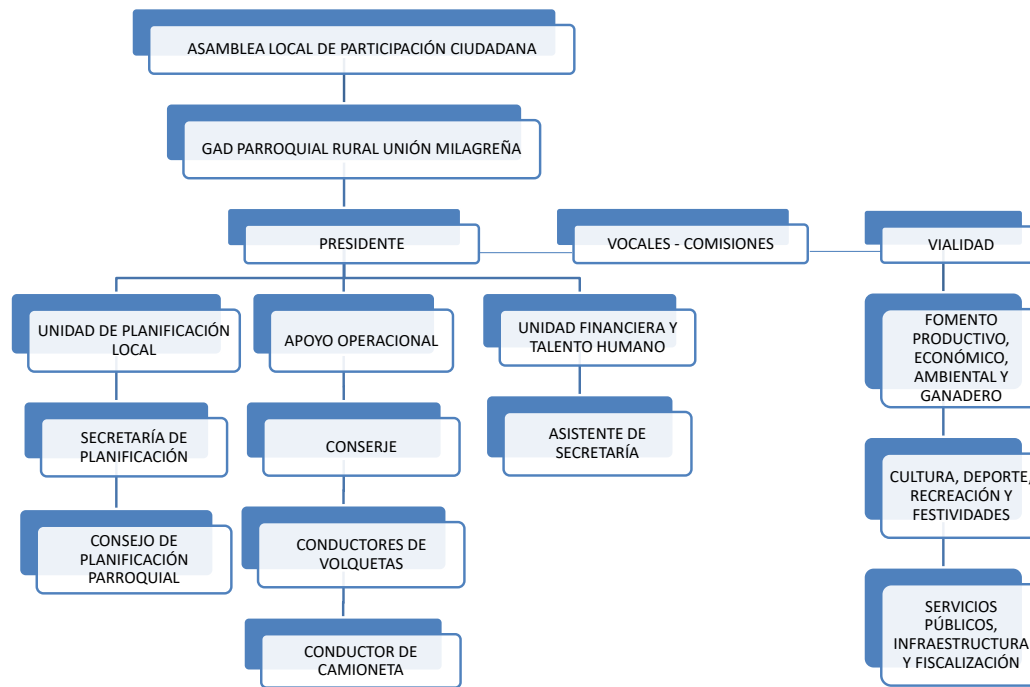 ASAMBLEA LOCAL DE PARTICIPACIÓN CIUDADANA
GAD PARROQUIAL RURAL UNIÓN MILAGREÑA
PRESIDENTE
VOCALES - COMISIONES
VIALIDAD
UNIDAD DE PLANIFICACIÓN
LOCAL
APOYO OPERACIONAL
UNIDAD FINANCIERA Y
TALENTO HUMANO
FOMENTO
PRODUCTIVO,
ECONÓMICO,
AMBIENTAL Y
GANADERO
SECRETARÍA DE
PLANIFICACIÓN
CONSERJE
ASISTENTE DE
SECRETARÍA
CULTURA, DEPORTE,
RECREACIÓN Y
FESTIVIDADES
CONSEJO DE
PLANIFICACIÓN
PARROQUIAL
CONDUCTORES DE
VOLQUETAS
SERVICIOS
PÚBLICOS,
INFRAESTRUCTURA
Y FISCALIZACIÓN
CONDUCTOR DE
CAMIONETA